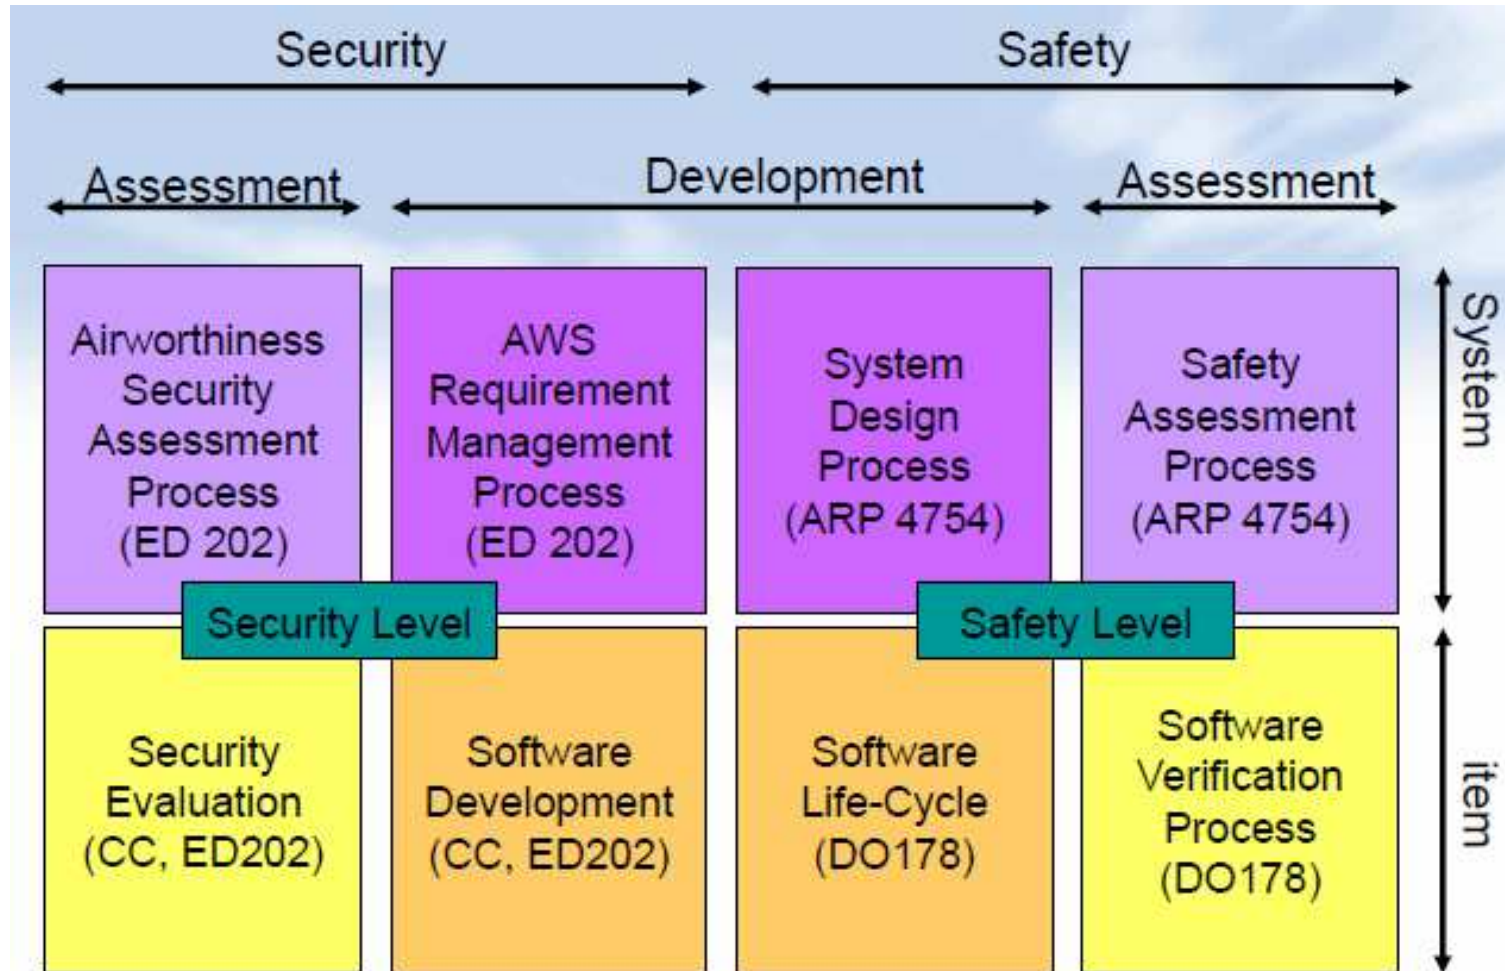 Security
Safety
Assessment
Development
Assessment
Airworthiness
Security
Assessment
Process
(ED 202)
AWS
Requirement
Management
Process
(ED 202)
System
Design
Process
(ARP 4754)
Safety
Assessment
Process
(ARP 4754)
System
Security Level
Safety Level
Security
Evaluation
(CC, ED202)
Software
Development
(CC, ED202)
Software
Life-Cycle
(DO178)
Software
Verification
Process
(DO178)
item